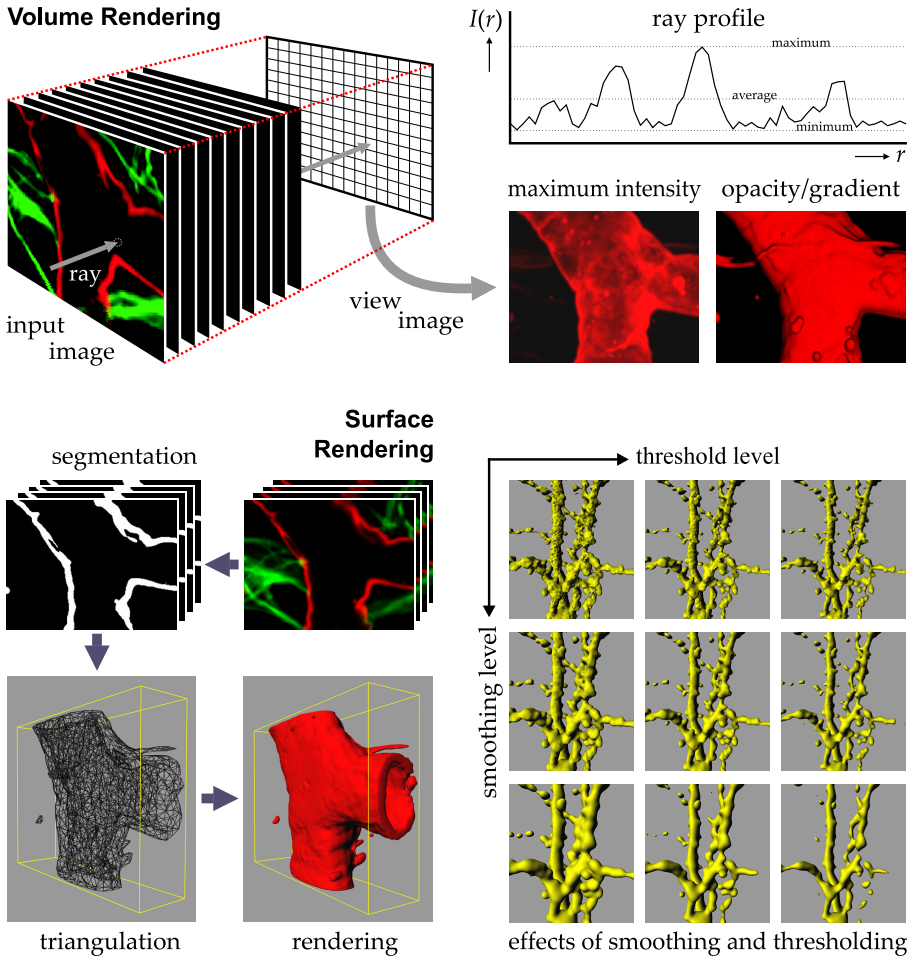 Volume Rendering
I(r)
ray profile
maximum
average
minimum
r
maximum intensity
opacity/gradient
ray
input
image
view
image
Surface
Rendering
segmentation
threshold level
smoothing level
triangulation
rendering
effects of smoothing and thresholding